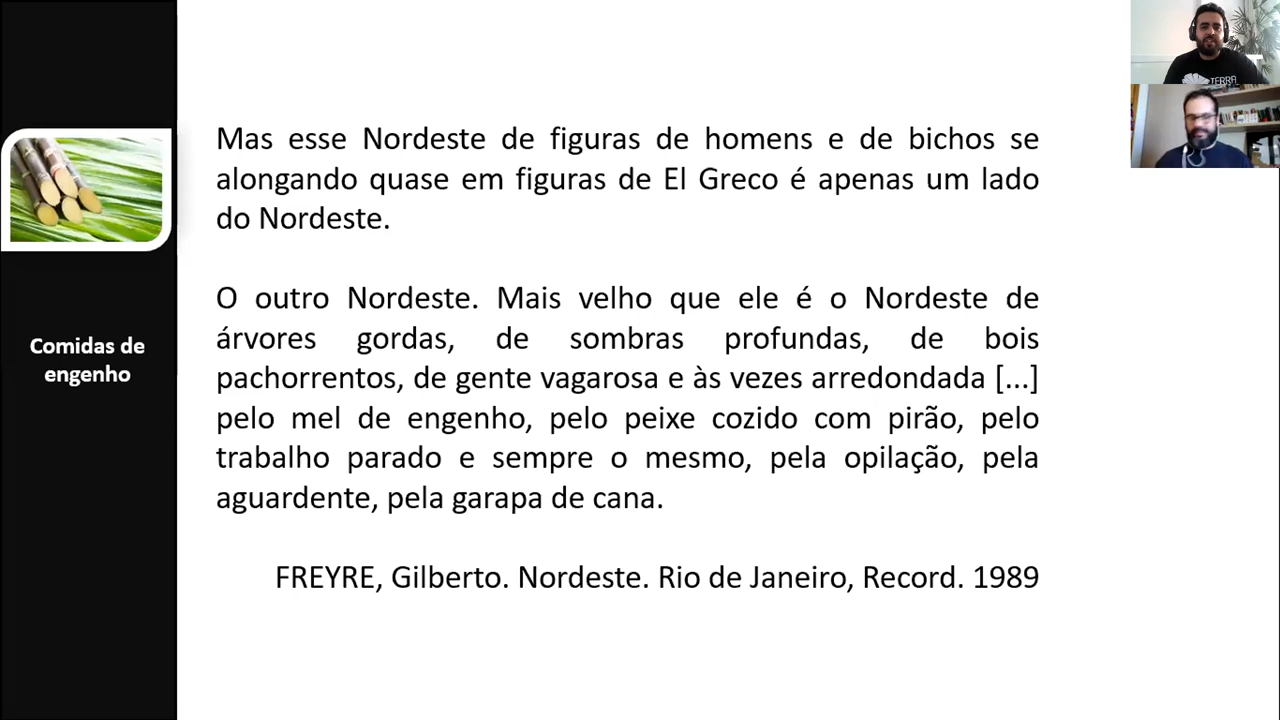 Mas esse Nordeste de figuras de homens e de bichos se
alongando quase em figuras de El Greco é apenas um lado
do Nordeste.
O outro Nordeste. Mais velho que ele é o Nordeste de
árvores gordas, de sombras profundas, de bois
pachorrentos, de gente vagarosa e às vezes arredondada [...]
pelo mel de engenho, pelo peixe cozido com pirão, pelo
trabalho parado e sempre o mesmo, pela opilação, pela
aguardente, pela garapa de cana.
FREYRE, Gilberto. Nordeste. Rio de Janeiro, Record. 1989
Comidas de
engenho
TERRA